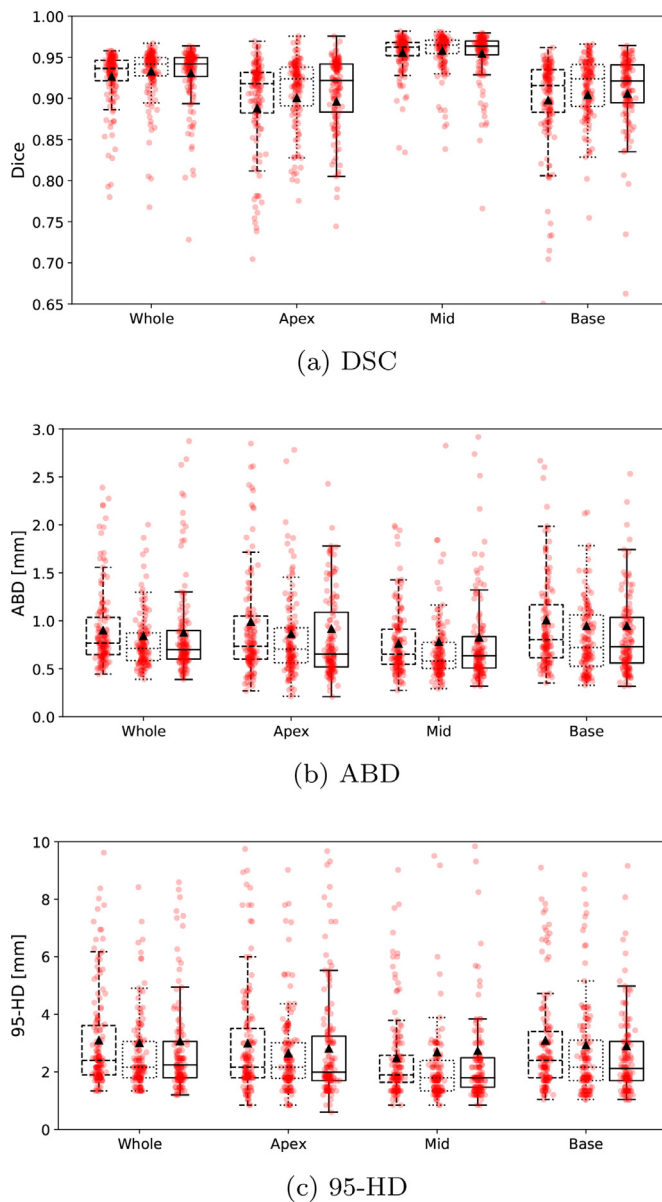 1.00
0.95
0.90
0.85
0.80
0.75
0.70
0.65
Dice
Whole Apex Mid Base
(a) DSC
3.0
2.5
2.0
1.5
1.0
0.5
0.0
ABD [mm]
Whole Apex Mid Base
(b) ABD
10
8
6
4
2
0
95-HD [mm]
Whole Apex Mid Base
(c) 95-HD